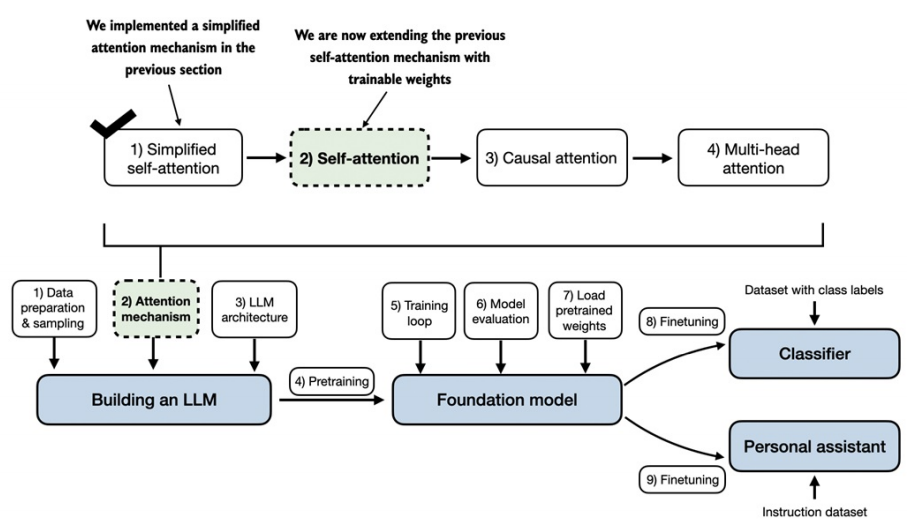 We implemented a simplified
attention mechanism in the
previous section
We are now extending the previous
self-attention mechanism with
trainable weights
1) Simplified
self-attention
2) Self-attention
3) Causal attention
4) Multi-head
attention
1) Data
preparation
& sampling
2) Attention
mechanism
3) LLM
architecture
5) Training
loop
6) Model
evaluation
7) Load
pretrained
weights
8) Finetuning
Dataset with class labels
Classifier
Building an LLM
4) Pretraining
Foundation model
Personal assistant
9) Finetuning
Instruction dataset